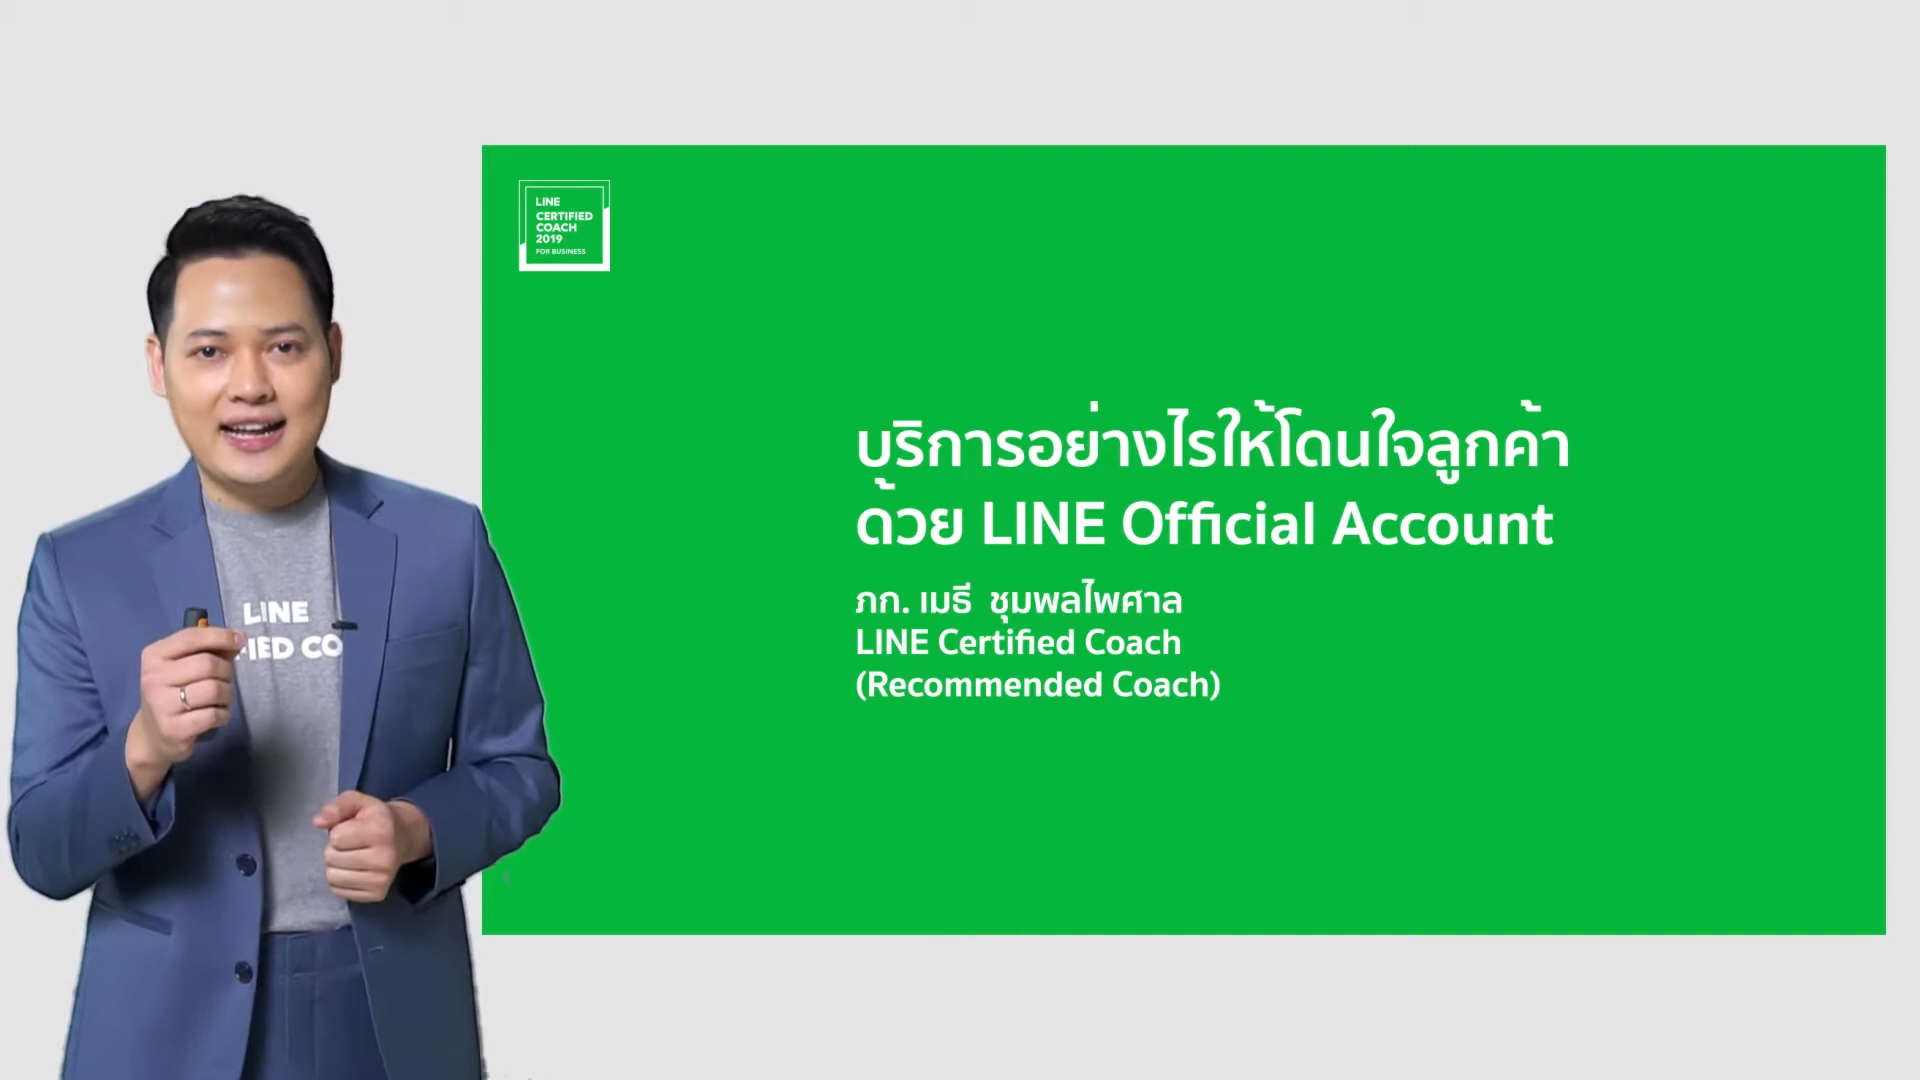 LINE
CERTIFIED
COACH
2019
FOR BUSINESS
บริการอย่างไรให้โดนใจลูกค้า
ด้วย LINE Official Account
ภก. เมธี ชุมพลไพศาล
LINE Certified Coach
(Recommended Coach)
LINE
FIED CO